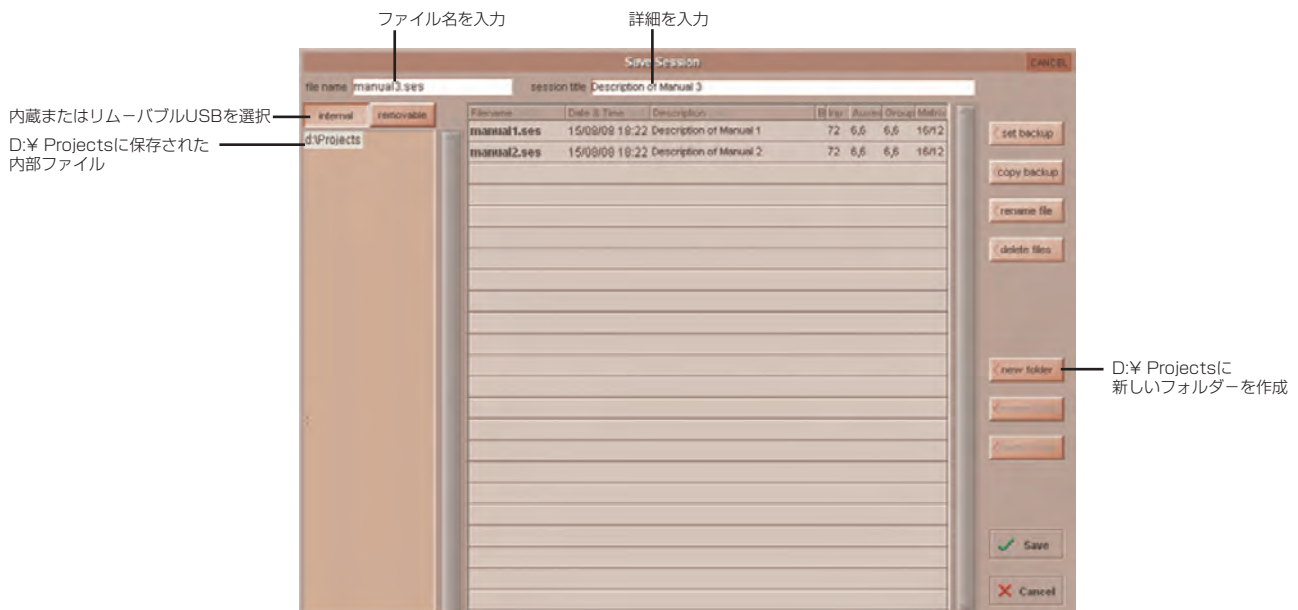 ファイル名を入力
詳細を入力
Save Session
CANCEL
file name manual3.ses
session title Description of Manual 3
内蔵またはリムーバブルUSBを選択
internal
removable
D:¥ Projectsに保存された
内部ファイル
d:\Projects
Filename Date & Time Description Inp Groups Matrix
manual1.ses 15/08/08 18:22 Description of Manual 1 72 6,6 6,6 16/12
manual2.ses 15/08/08 18:22 Description of Manual 2 72 6,6 6,6 16/12
set backup
copy backup
rename file
delete files
new folder
D:¥ Projectsに
新しいフォルダーを作成
Save
Cancel